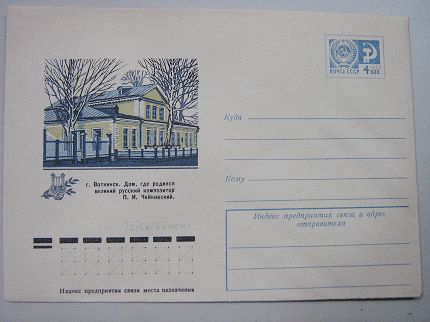 ПОЧТА СССР 4 КОП.
Куда
г. Воткинск. Дом, где родился
великий русский композитор
П. И. Чайковский.
Кому
Индекс предприятия связи и адрес
отправителя
Индекс предприятия связи места назначения